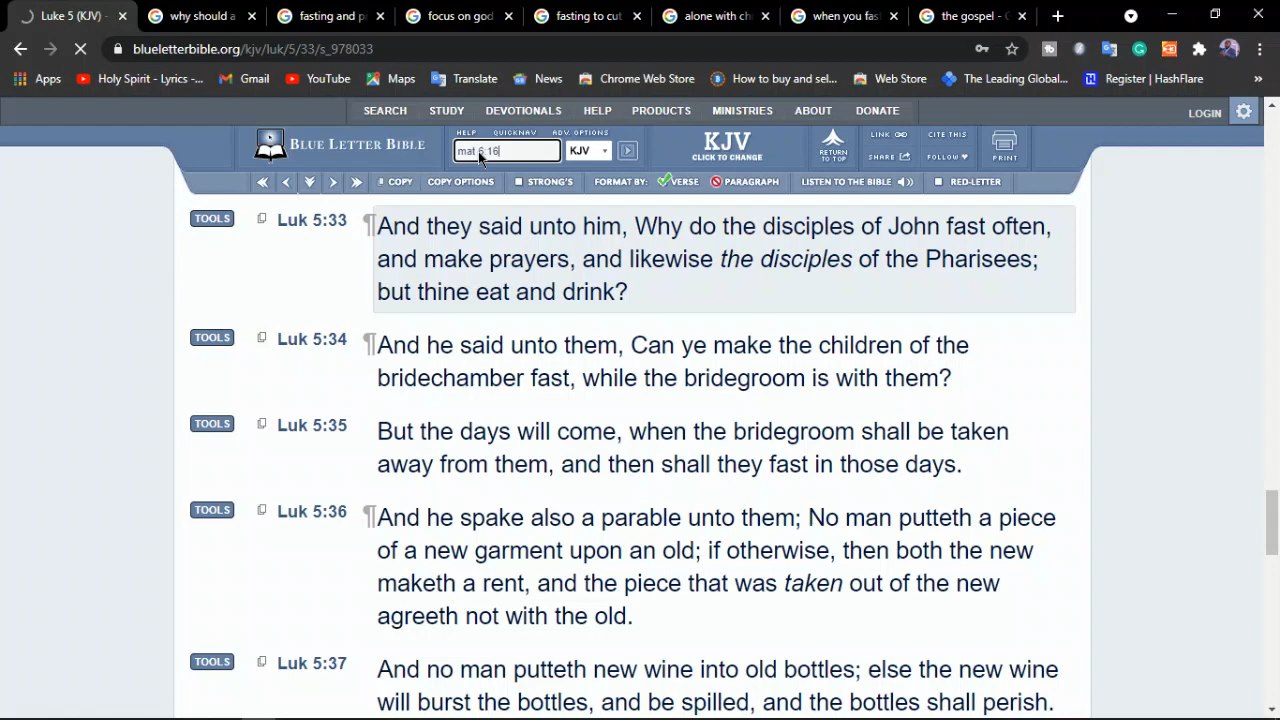 Luke 5 (KJV) -
why should a
fasting and p
focus on god
fasting to cut
alone with ch
when you fas
the gospel - G
blueletterbible.org/kjv/luk/5/33/s_978033
Apps
Holy Spirit - Lyrics -...
Gmail
YouTube
Maps
Translate
News
Chrome Web Store
How to buy and sel...
Web Store
The Leading Global...
Register | HashFlare
»
SEARCH STUDY DEVOTIONALS HELP PRODUCTS MINISTRIES ABOUT DONATE
LOGIN
BLUE LETTER BIBLE
HELP QUICKNAV ADV. OPTIONS
mat 6:16
KJV
KJV
CLICK TO CHANGE
RETURN
TO TOP
LINK
CITE THIS
SHARE
FOLLOW
PRINT
COPY COPY OPTIONS STRONG'S FORMAT BY: VERSE PARAGRAPH LISTEN TO THE BIBLE RED-LETTER
TOOLS Luk 5:33 ¶And they said unto him, Why do the disciples of John fast often,
and make prayers, and likewise the disciples of the Pharisees;
but thine eat and drink?
TOOLS Luk 5:34 ¶And he said unto them, Can ye make the children of the
bridechamber fast, while the bridegroom is with them?
TOOLS Luk 5:35 But the days will come, when the bridegroom shall be taken
away from them, and then shall they fast in those days.
TOOLS Luk 5:36 ¶And he spake also a parable unto them; No man putteth a piece
of a new garment upon an old; if otherwise, then both the new
maketh a rent, and the piece that was taken out of the new
agreeth not with the old.
TOOLS Luk 5:37 And no man putteth new wine into old bottles; else the new wine
will burst the bottles, and be spilled, and the bottles shall perish.